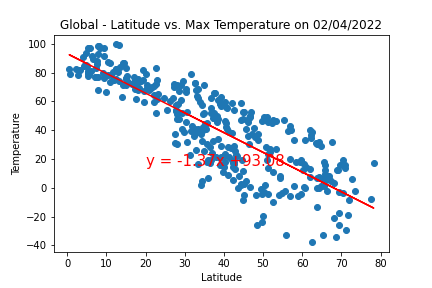 Global - Latitude vs. Max Temperature on 02/04/2022
Temperature
100
80
60
40
20
0
−20
−40
y = -1.37x +93.08
0 10 20 30 40 50 60 70 80
Latitude